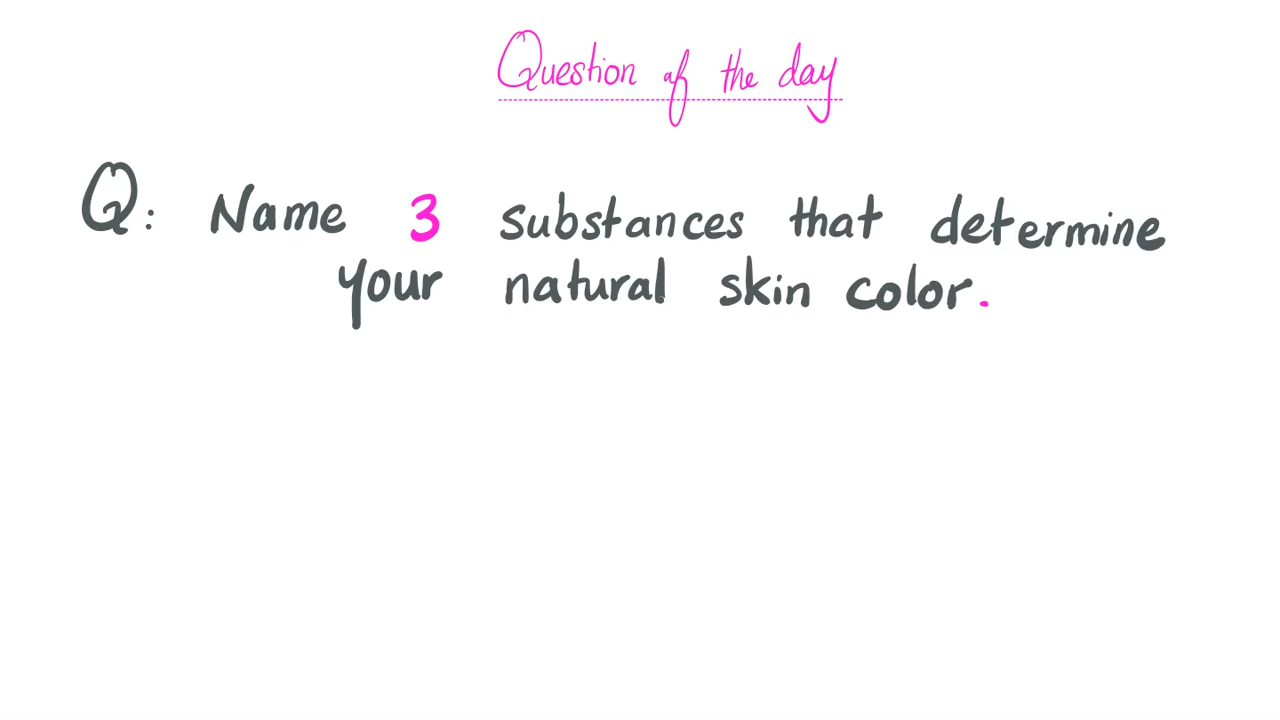 Question of the day
Q: Name 3 substances that determine
your natural skin color.